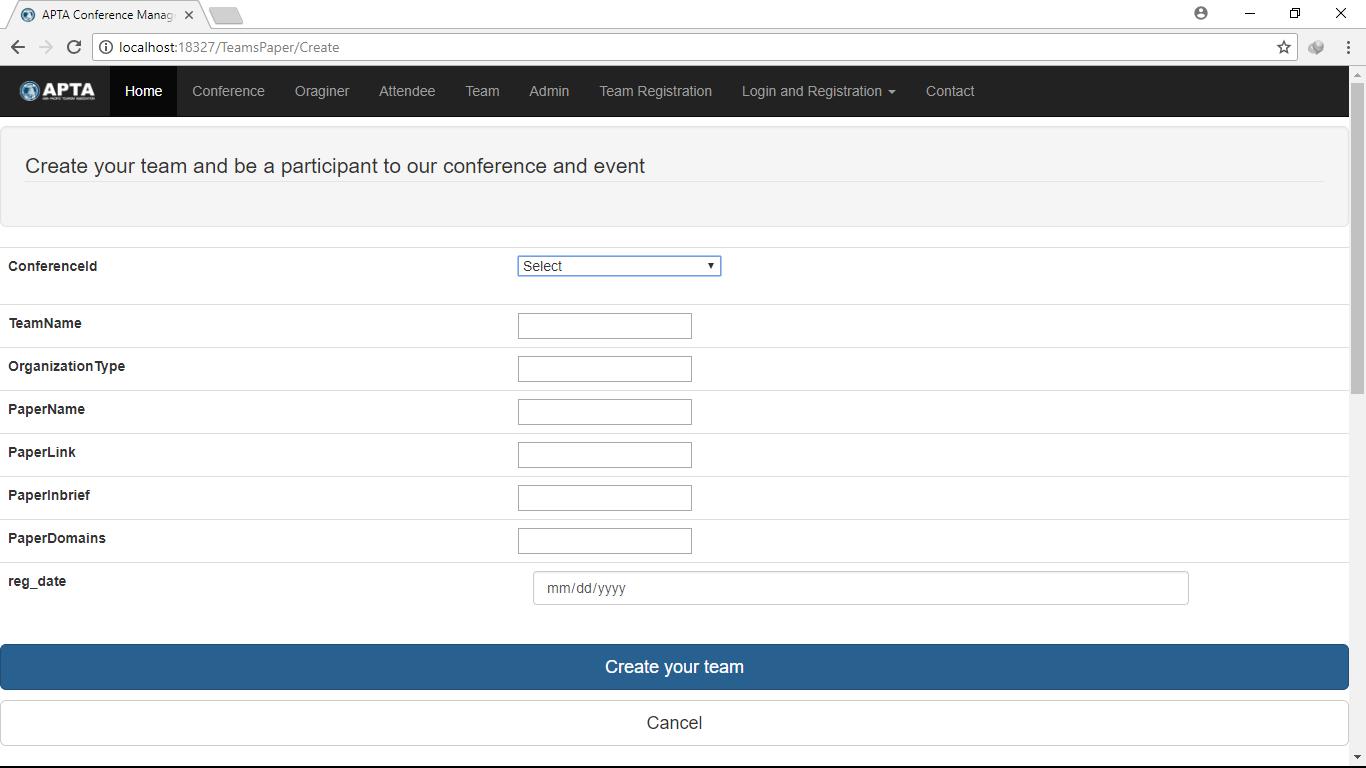 APTA Conference Manag
localhost:18327/TeamsPaper/Create
APTA Home Conference Oraginer Attendee Team Admin Team Registration Login and Registration Contact
Create your team and be a participant to our conference and event
ConferenceId Select
TeamName
OrganizationType
PaperName
PaperLink
PaperInbrief
PaperDomains
reg_date mm/dd/yyyy
Create your team
Cancel